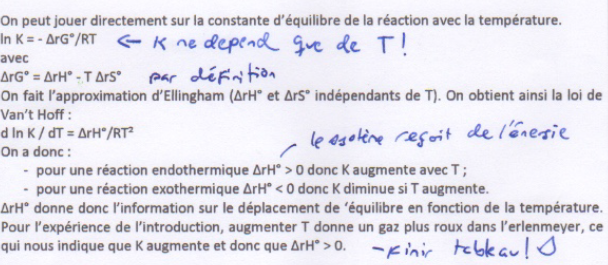 On peut jouer directement sur la constante d'équilibre de la réaction avec la température.
ln K = - ΔrG°/RT ← K ne depend que de T !
avec
ΔrG° = ΔrH° - T ΔrS° par définition
On fait l'approximation d'Ellingham (ΔrH° et ΔrS° indépendants de T). On obtient ainsi la loi de
Van't Hoff :
d ln K / dT = ΔrH°/RT²
le système reçoit de l'énergie
On a donc :
- pour une réaction endothermique ΔrH° > 0 donc K augmente avec T ;
- pour une réaction exothermique ΔrH° < 0 donc K diminue si T augmente.
ΔrH° donne donc l'information sur le déplacement de 'équilibre en fonction de la température.
Pour l'expérience de l'introduction, augmenter T donne un gaz plus roux dans l'erlenmeyer, ce
qui nous indique que K augmente et donc que ΔrH° > 0. - Finir tableau !